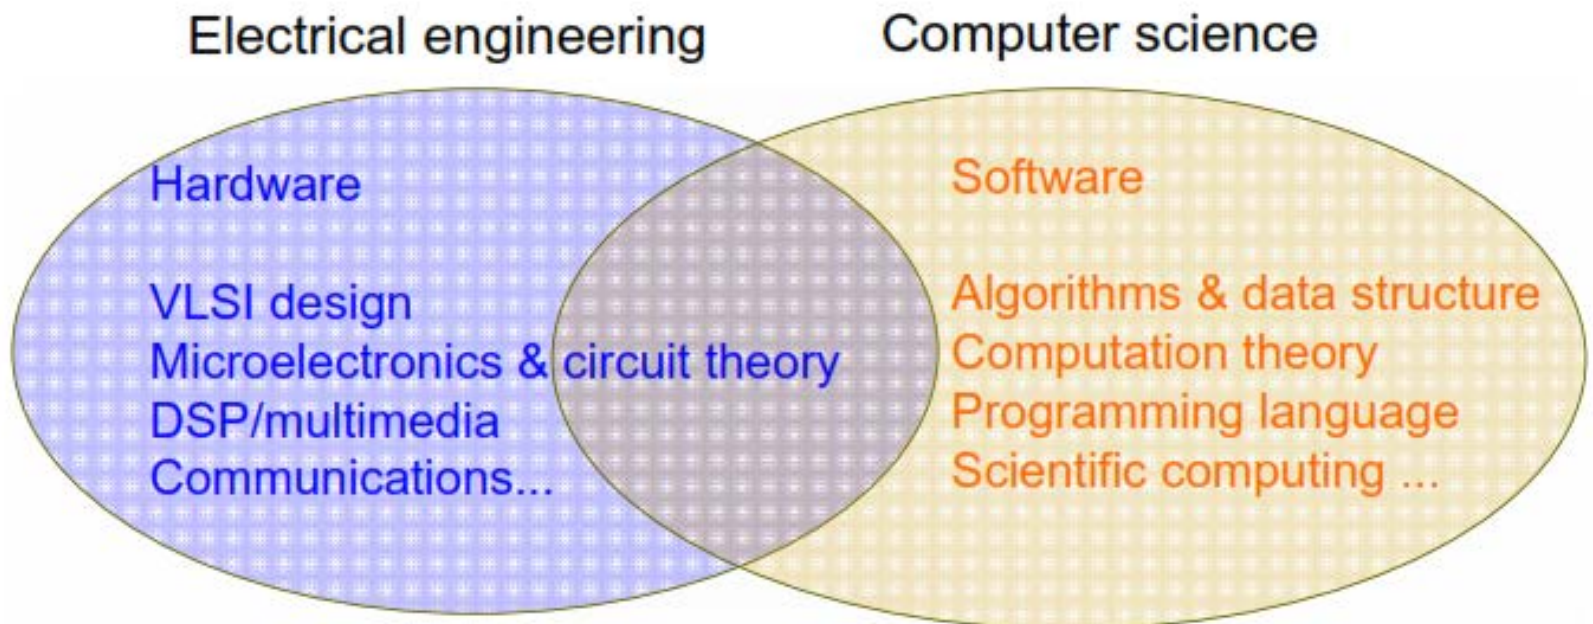 Electrical engineering
Computer science
Hardware
VLSI design
Microelectronics & circuit theory
DSP/multimedia
Communications...
Software
Algorithms & data structure
Computation theory
Programming language
Scientific computing ...